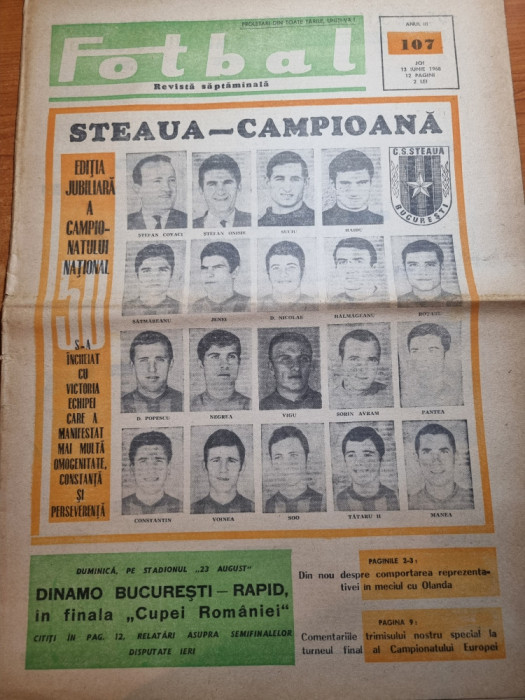 PROLETARI DIN TOATE ȚĂRILE, UNIȚI-VĂ!
Fotbal
Revistă săptămînală
ANUL III
107
JOI
13 IUNIE 1968
12 PAGINI
2 LEI
STEAUA—CAMPIOANĂ
EDIȚIA
JUBILIARĂ
A
CAMPIO-
NATULUI
NAȚIONAL
50
S-A
ÎNCHEIAT
CU
VICTORIA
ECHIPEI
CARE A
MANIFESTAT
MAI MULTĂ
OMOGENITATE,
CONSTANȚĂ
ȘI
PERSEVERENȚĂ
C.S. STEAUA
BUCUREȘTI
ȘTEFAN COVACI
ȘTEFAN ONISIE
SUCIU
HAIDU
SĂTMĂREANU
JENEI
D. NICOLAE
HĂLMĂGEANU
D. POPESCU
NEGREA
VIGU
SORIN AVRAM
PANTEA
CONSTANTIN
VOINEA
SOO
TĂTARU II
MANEA
DUMINICĂ, PE STADIONUL „23 AUGUST"
DINAMO BUCUREȘTI — RAPID,
în finala „Cupei României"
CITIȚI ÎN PAG. 12, RELATĂRI ASUPRA SEMIFINALELOR
DISPUTATE IERI
PAGINILE 2-3 :
Din nou despre comportarea reprezenta-
tivei în meciul cu Olanda
PAGINA 9 :
Comentariile trimisului nostru special la
turneul final al Campionatului Europei